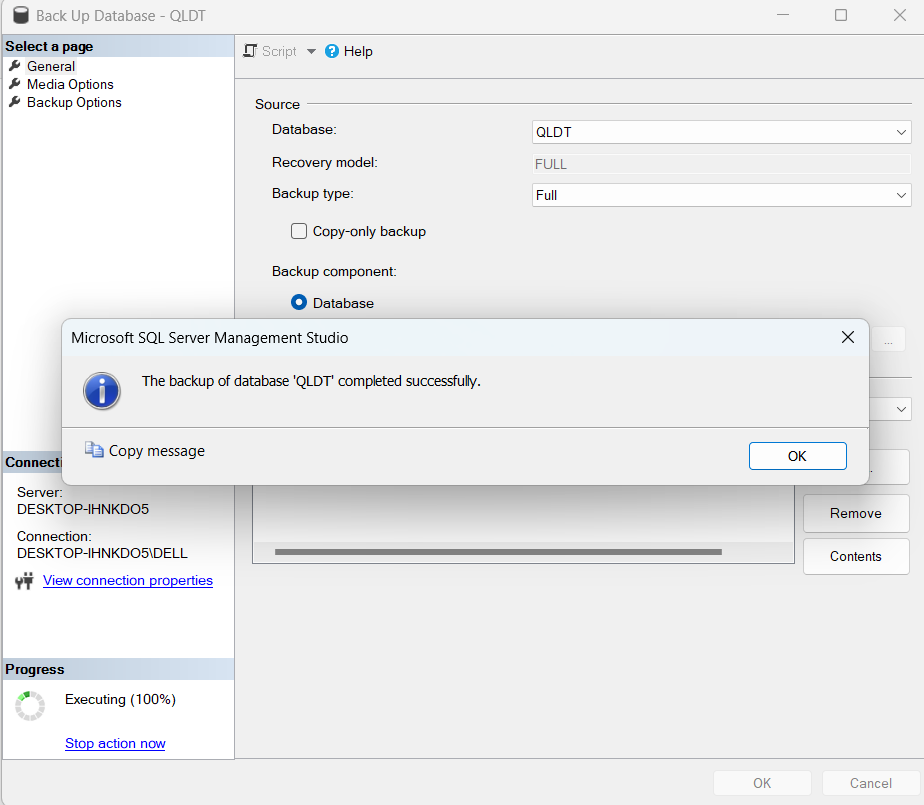 Back Up Database - QLDT
Select a page
General
Media Options
Backup Options
Script
Help
Source
Database:
QLDT
Recovery model:
FULL
Backup type:
Full
Copy-only backup
Backup component:
Database
...
Microsoft SQL Server Management Studio
The backup of database 'QLDT' completed successfully.
Copy message
OK
Remove
Contents
Connecti
Server:
DESKTOP-IHNKDO5
Connection:
DESKTOP-IHNKDO5\DELL
View connection properties
Progress
Executing (100%)
Stop action now
OK
Cancel